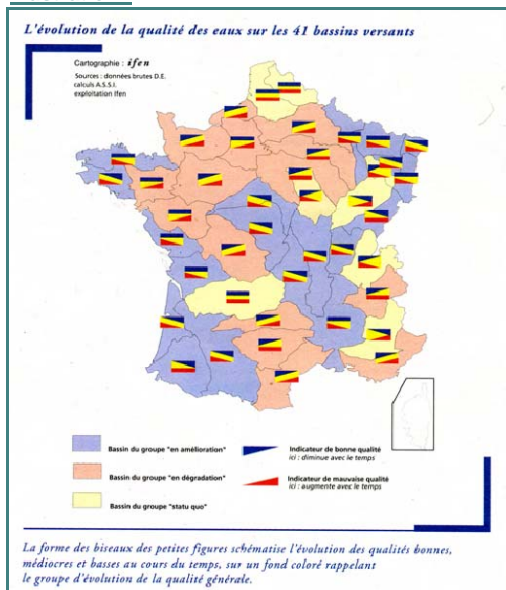 L'évolution de la qualité des eaux sur les 41 bassins versants
Cartographie : ifen
Sources : données brutes D.E.
calculs A.S.S.I.
exploitation Ifen
Bassin du groupe "en amélioration"
Indicateur de bonne qualité
ici : diminue avec le temps
Bassin du groupe "en dégradation"
Indicateur de mauvaise qualité
ici : augmente avec le temps
Bassin du groupe "statu quo"
La forme des biseaux des petites figures schématise l'évolution des qualités bonnes,
médiocres et basses au cours du temps, sur un fond coloré rappelant
le groupe d'évolution de la qualité générale.